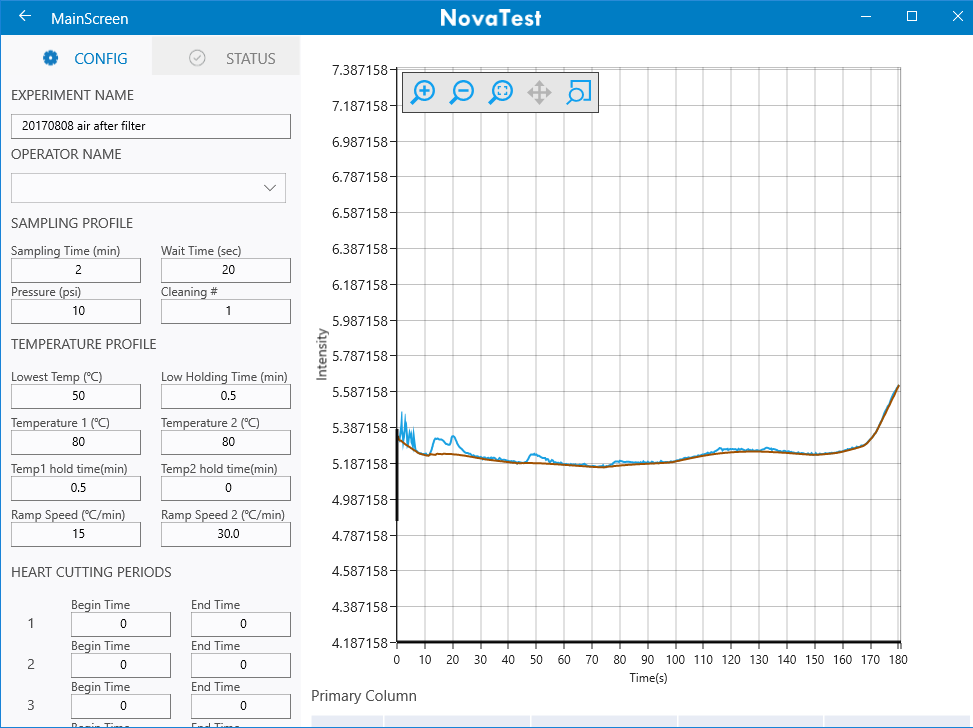 MainScreen
NovaTest
CONFIG
STATUS
EXPERIMENT NAME
20170808 air after filter
OPERATOR NAME
SAMPLING PROFILE
Sampling Time (min)
Wait Time (sec)
2
20
Pressure (psi)
Cleaning #
10
1
TEMPERATURE PROFILE
Lowest Temp (℃)
Low Holding Time (min)
50
0.5
Temperature 1 (℃)
Temperature 2 (℃)
80
80
Temp1 hold time(min)
Temp2 hold time(min)
0.5
0
Ramp Speed (℃/min)
Ramp Speed 2 (℃/min)
15
30.0
HEART CUTTING PERIODS
Begin Time
End Time
1
0
0
Begin Time
End Time
2
0
0
Begin Time
End Time
3
0
0
Begin Time
End Time
7.387158
7.187158
6.987158
6.787158
6.587158
6.387158
6.187158
5.987158
5.787158
5.587158
5.387158
5.187158
4.987158
4.787158
4.587158
4.387158
4.187158
Intensity
0 10 20 30 40 50 60 70 80 90 100 110 120 130 140 150 160 170 180
Time(s)
Primary Column